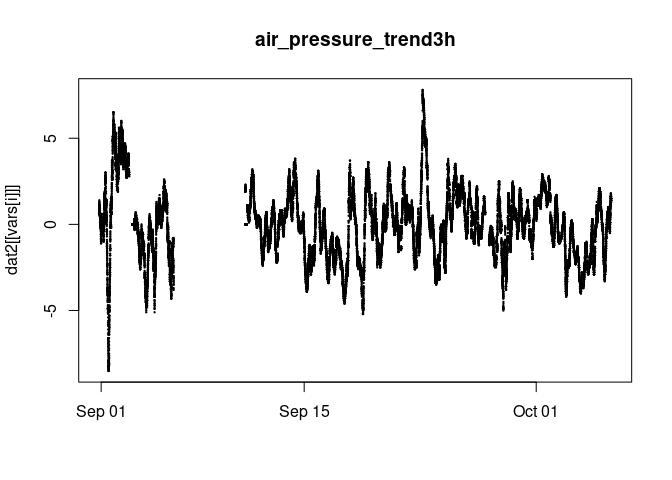 air_pressure_trend3h
dat2[[vars[i]]]
5
0
-5
Sep 01
Sep 15
Oct 01